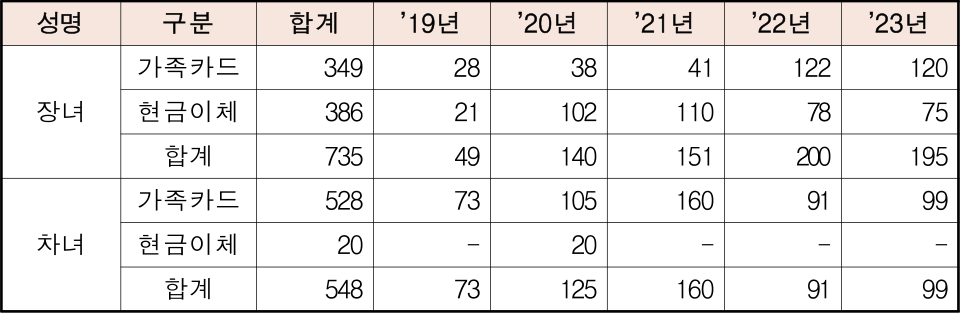 성명 구분 합계 ’19년 ’20년 ’21년 ’22년 ’23년
가족카드 349 28 38 41 122 120
장녀 현금이체 386 21 102 110 78 75
합계 735 49 140 151 200 195
가족카드 528 73 105 160 91 99
차녀 현금이체 20 - 20 - - -
합계 548 73 125 160 91 99